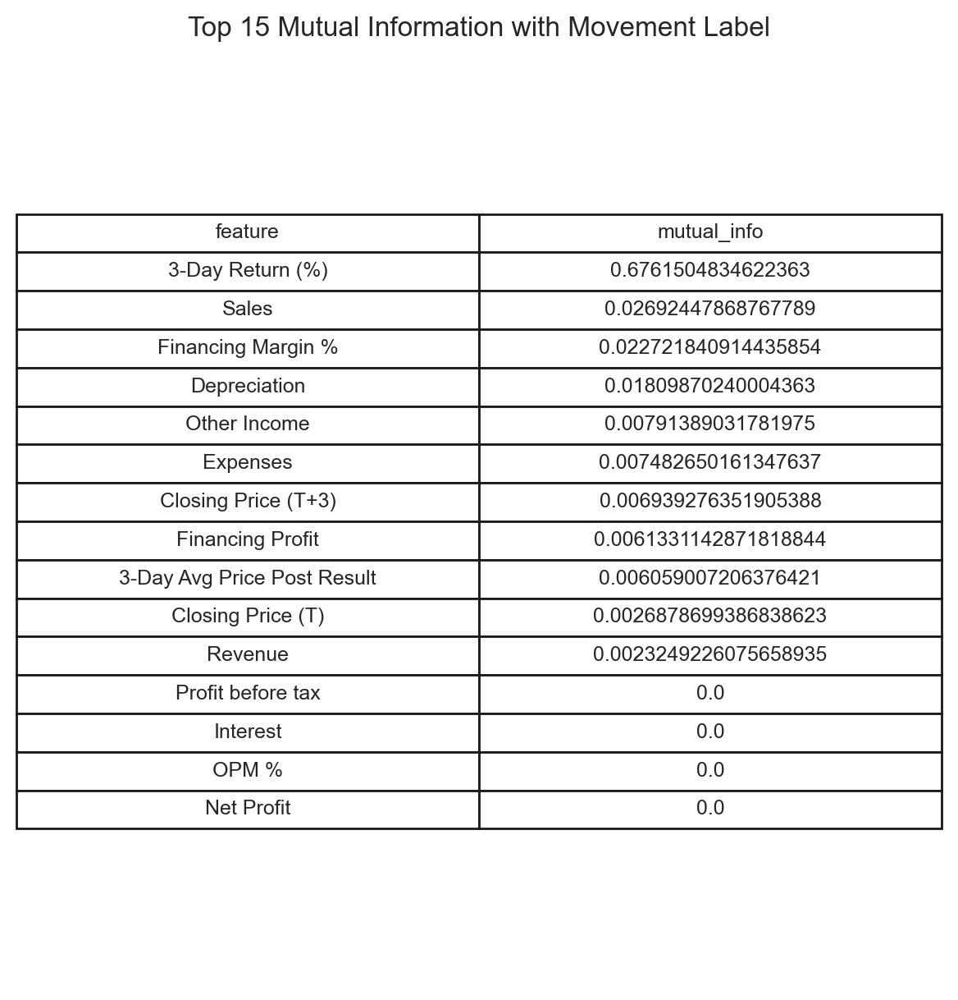 Top 15 Mutual Information with Movement Label
feature mutual_info
3-Day Return (%) 0.6761504834622363
Sales 0.02692447868767789
Financing Margin % 0.022721840914435854
Depreciation 0.01809870240004363
Other Income 0.00791389031781975
Expenses 0.007482650161347637
Closing Price (T+3) 0.006939276351905388
Financing Profit 0.0061331142871818844
3-Day Avg Price Post Result 0.006059007206376421
Closing Price (T) 0.0026878699386838623
Revenue 0.0023249226075658935
Profit before tax 0.0
Interest 0.0
OPM % 0.0
Net Profit 0.0